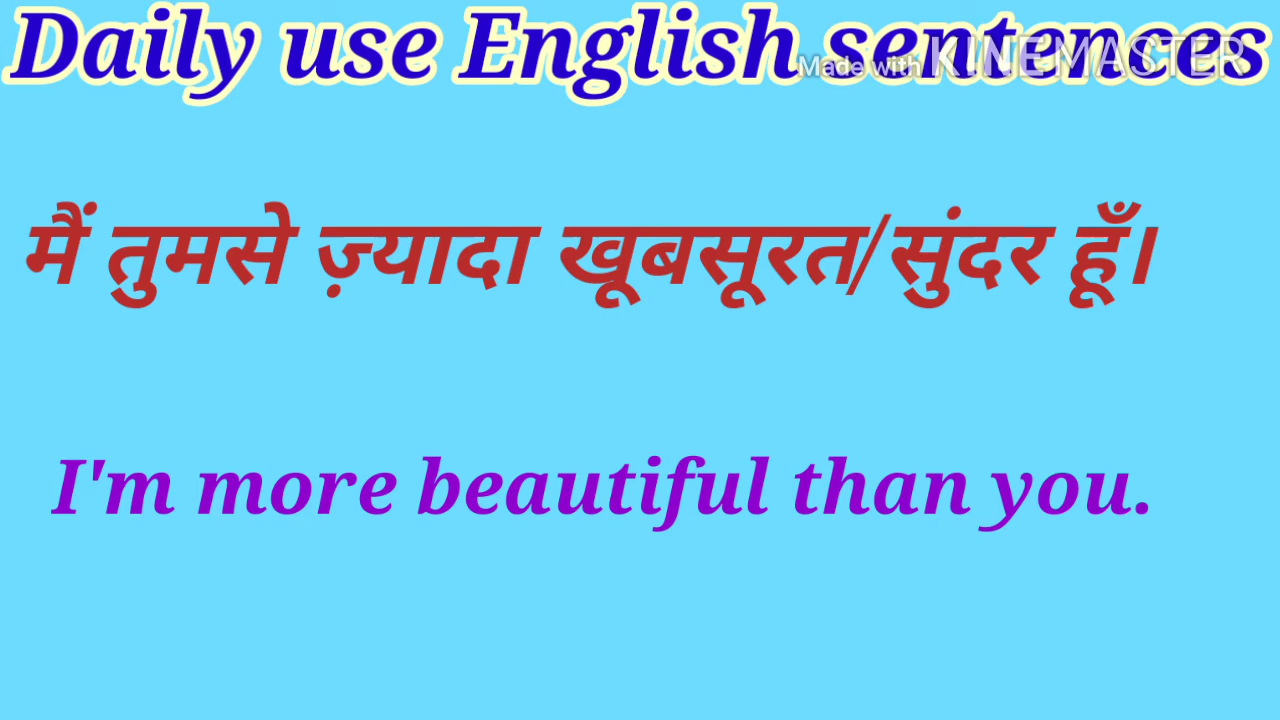 Daily use English sentences
Made with KINEMASTER
मैं तुमसे ज़्यादा खूबसूरत/सुंदर हूँ।
I'm more beautiful than you.